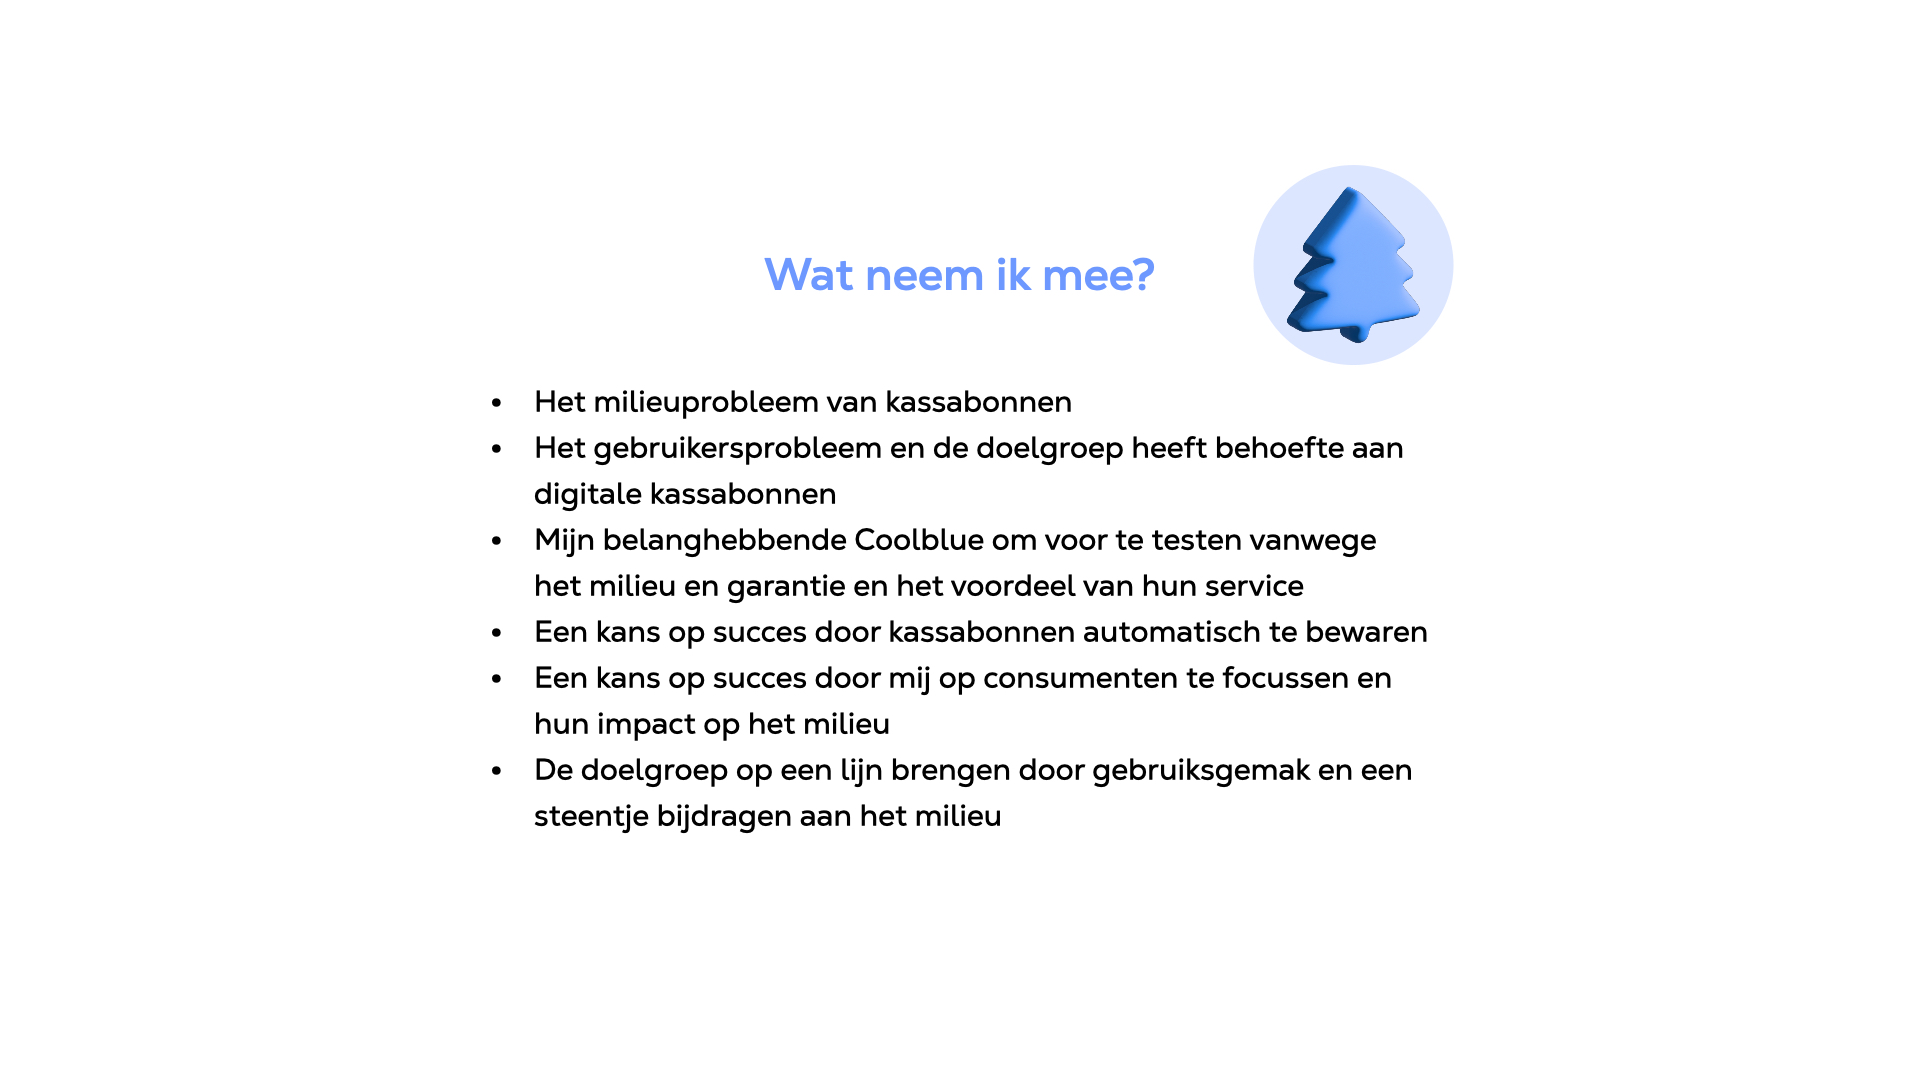 Wat neem ik mee?
• Het milieuprobleem van kassabonnen
• Het gebruikersprobleem en de doelgroep heeft behoefte aan
digitale kassabonnen
• Mijn belanghebbende Coolblue om voor te testen vanwege
het milieu en garantie en het voordeel van hun service
• Een kans op succes door kassabonnen automatisch te bewaren
• Een kans op succes door mij op consumenten te focussen en
hun impact op het milieu
• De doelgroep op een lijn brengen door gebruiksgemak en een
steentje bijdragen aan het milieu